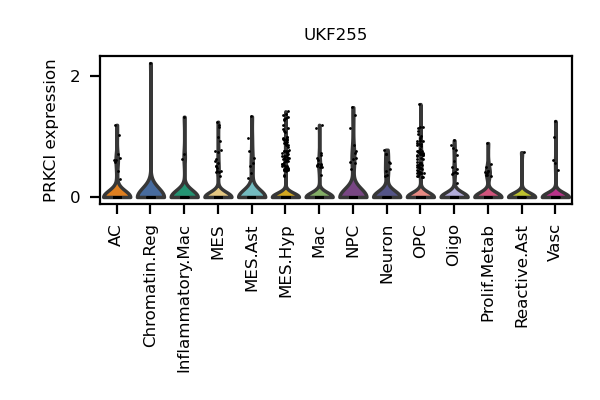 UKF255
PRKCI expression
2
0
AC
Chromatin.Reg
Inflammatory.Mac
MES
MES.Ast
MES.Hyp
Mac
NPC
Neuron
OPC
Oligo
Prolif.Metab
Reactive.Ast
Vasc